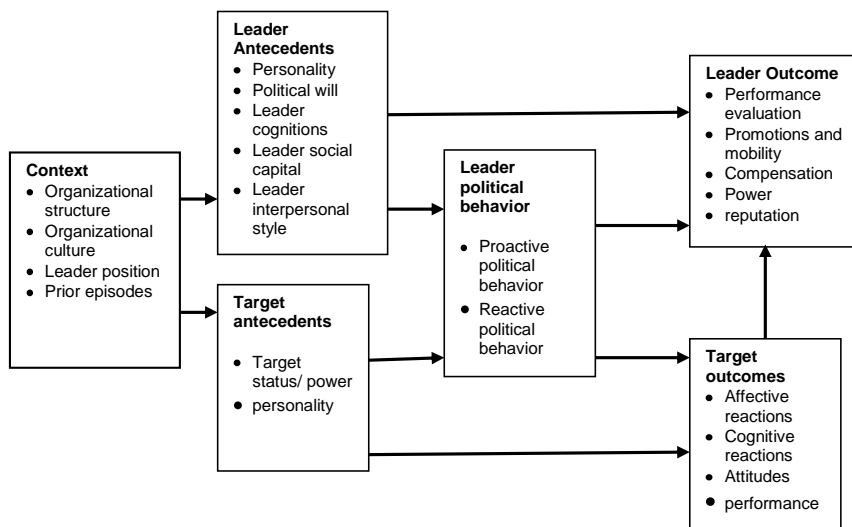 Context
Organizational
structure
Organizational
culture
Leader position
Prior episodes
Leader
Antecedents
Personality
Political will
Leader
cognitions
Leader social
capital
Leader
interpersonal
style
Target
antecedents
Target
status/ power
personality
Leader
political
behavior
Proactive
political
behavior
Reactive
political
behavior
Leader Outcome
Performance
evaluation
Promotions and
mobility
Compensation
Power
reputation
Target
outcomes
Affective
reactions
Cognitive
reactions
Attitudes
performance